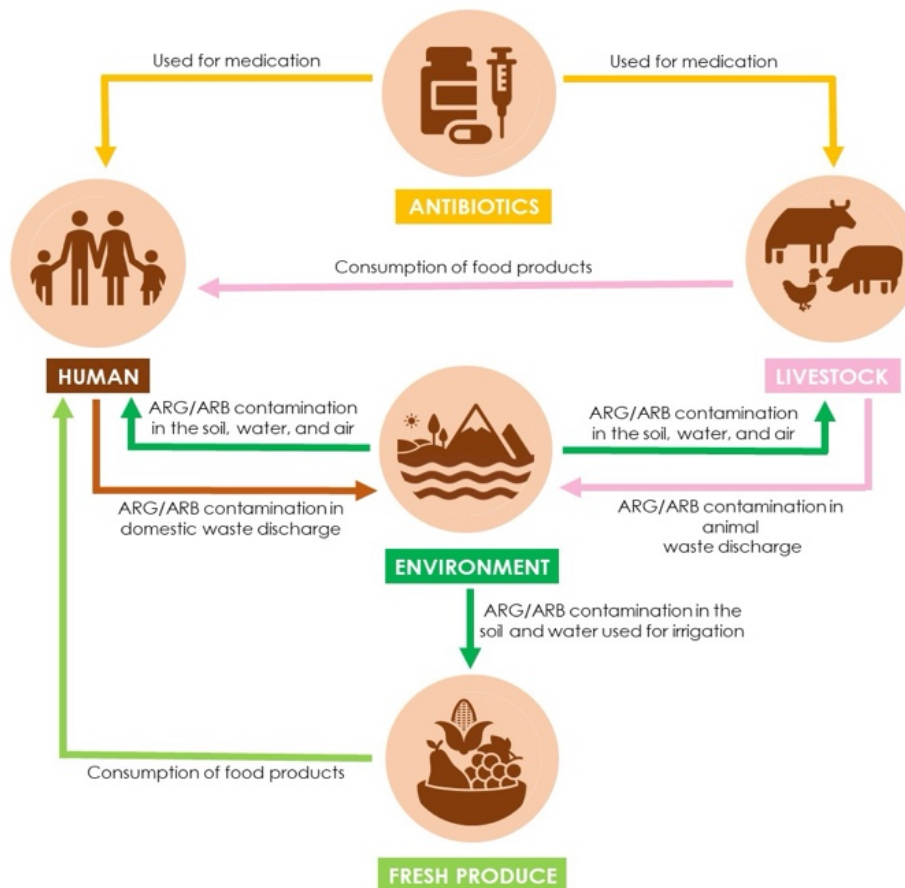 Used for medication
Used for medication
ANTIBIOTICS
Consumption of food products
HUMAN
LIVESTOCK
ARG/ARB contamination
in the soil, water, and air
ARG/ARB contamination
in the soil, water, and air
ARG/ARB contamination in
domestic waste discharge
ARG/ARB contamination in
animal
waste discharge
ENVIRONMENT
ARG/ARB contamination in the
soil and water used for irrigation
Consumption of food products
FRESH PRODUCE